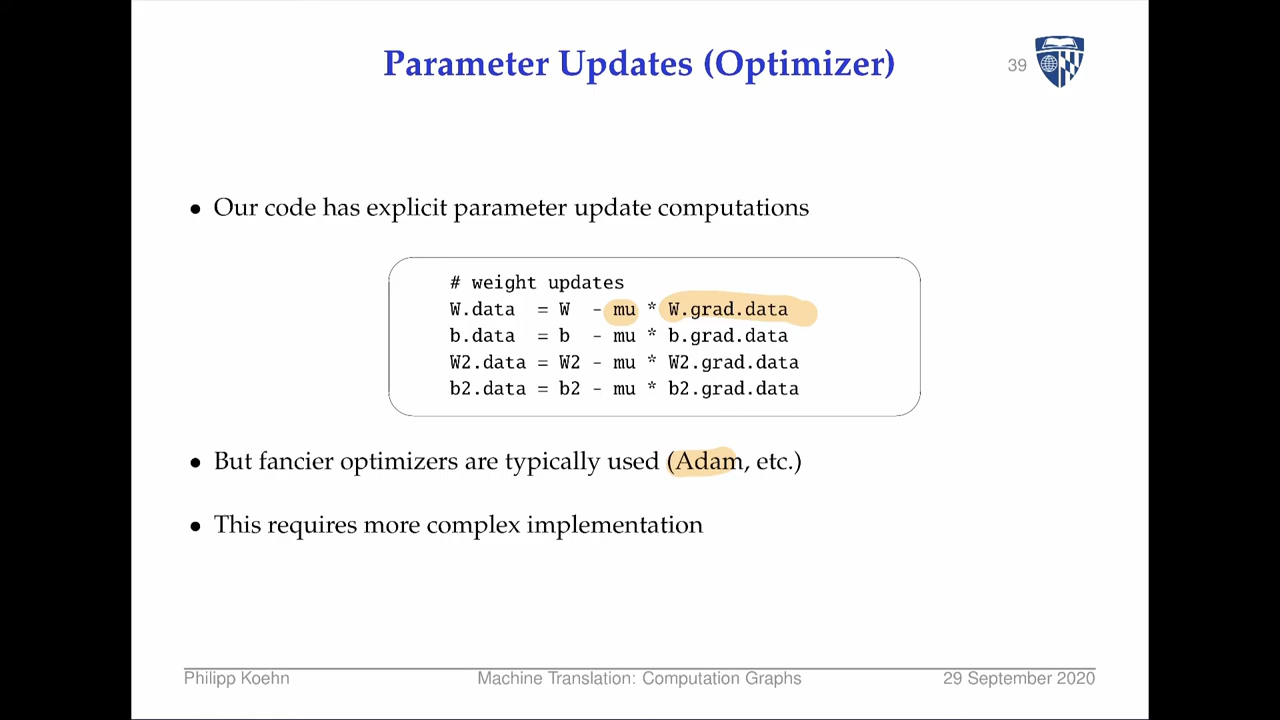 Parameter Updates (Optimizer)
39
• Our code has explicit parameter update computations
# weight updates
W.data  = W  - mu * W.grad.data
b.data  = b  - mu * b.grad.data
W2.data = W2 - mu * W2.grad.data
b2.data = b2 - mu * b2.grad.data
• But fancier optimizers are typically used (Adam, etc.)
• This requires more complex implementation
Philipp Koehn
Machine Translation: Computation Graphs
29 September 2020